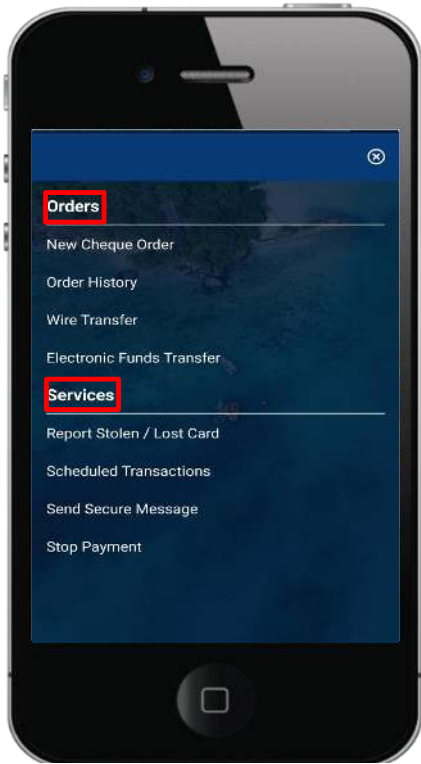 Orders
New Cheque Order
Order History
Wire Transfer
Electronic Funds Transfer
Services
Report Stolen / Lost Card
Scheduled Transactions
Send Secure Message
Stop Payment